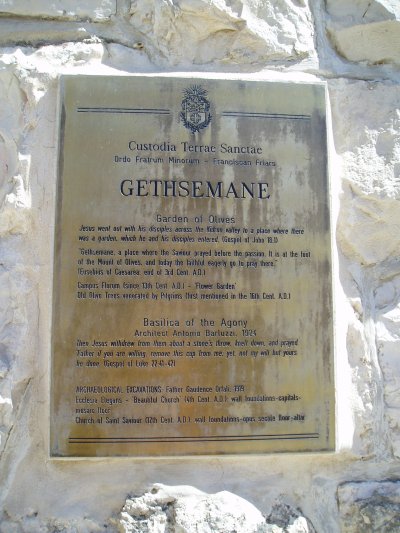 Custodia Terrae Sanctae
Ordo Fratrum Minorum - Franciscan Friars
GETHSEMANE
Garden of Olives
Jesus went out with his disciples across the Kidron valley to a place where there
was a garden, which he and his disciples entered. (Gospel of John 18:1)
"Gethsemane, a place where the Saviour prayed before the passion. It is at the foot
of the Mount of Olives, and today the faithful eagerly go to pray there."
(Eusebius of Caesarea, end of 3rd Cent. A.D.)
Campus Florum (since 13th Cent. A.D.) - "Flower Garden"
Old Olive Trees venerated by Pilgrims (first mentioned in the 16th Cent. A.D.)
Basilica of the Agony
Architect Antonio Barluzzi, 1924
Then Jesus withdrew from them about a stone's throw, knelt down, and prayed
"Father if you are willing, remove this cup from me; yet, not my will but yours
be done." (Gospel of Luke 22:41-42)
ARCHAEOLOGICAL EXCAVATIONS: Father Gaudence Orfali, 1919
Ecclesia Elegans - Beautiful Church (4th Cent. A.D.): wall foundations-capitals-
mosaic floor
Church of Saint Saviour (12th Cent. A.D.): wall foundations-opus sectile floor-altar